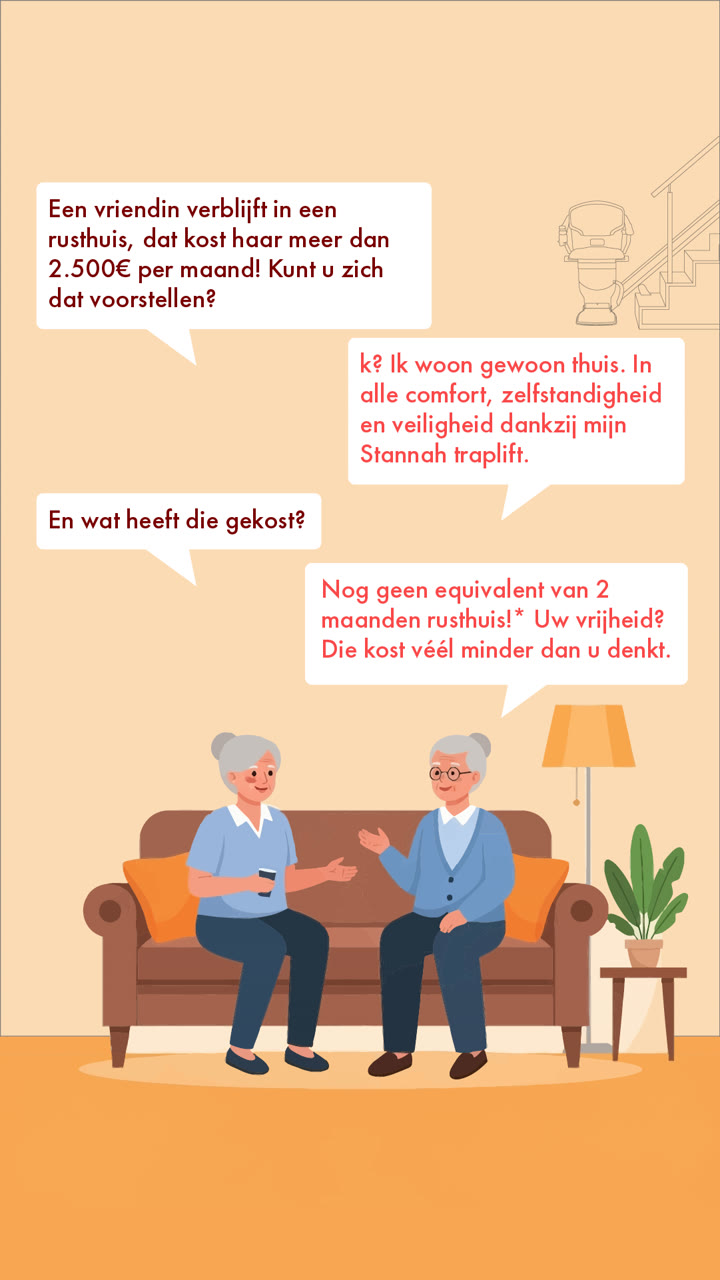 Een vriendin verblijft in een
rusthuis, dat kost haar meer dan
2.500€ per maand! Kunt u zich
dat voorstellen?
k? Ik woon gewoon thuis. In
alle comfort, zelfstandigheid
en veiligheid dankzij mijn
Stannah traplift.
En wat heeft die gekost?
Nog geen equivalent van 2
maanden rusthuis!* Uw vrijheid?
Die kost véél minder dan u denkt.